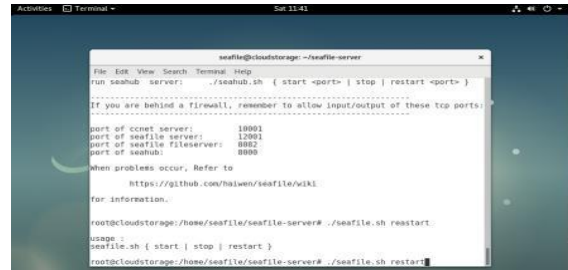 Activities Terminal Sat 11:41
seafile@cloudstorage: ~/seafile-server
File Edit View Search Terminal Help
run seahub server: ./seahub.sh { start <port> | stop | restart <port> }
-----------------------------------------------------------------
If you are behind a firewall, remember to allow input/output of these tcp ports:
-----------------------------------------------------------------
port of ccnet server: 10001
port of seafile server: 12001
port of seafile fileserver: 8082
port of seahub: 8000
When problems occur, Refer to
https://github.com/haiwen/seafile/wiki
for information.
root@cloudstorage:/home/seafile/seafile-server# ./seafile.sh reastart
usage :
seafile.sh { start | stop | restart }
root@cloudstorage:/home/seafile/seafile-server# ./seafile.sh restart